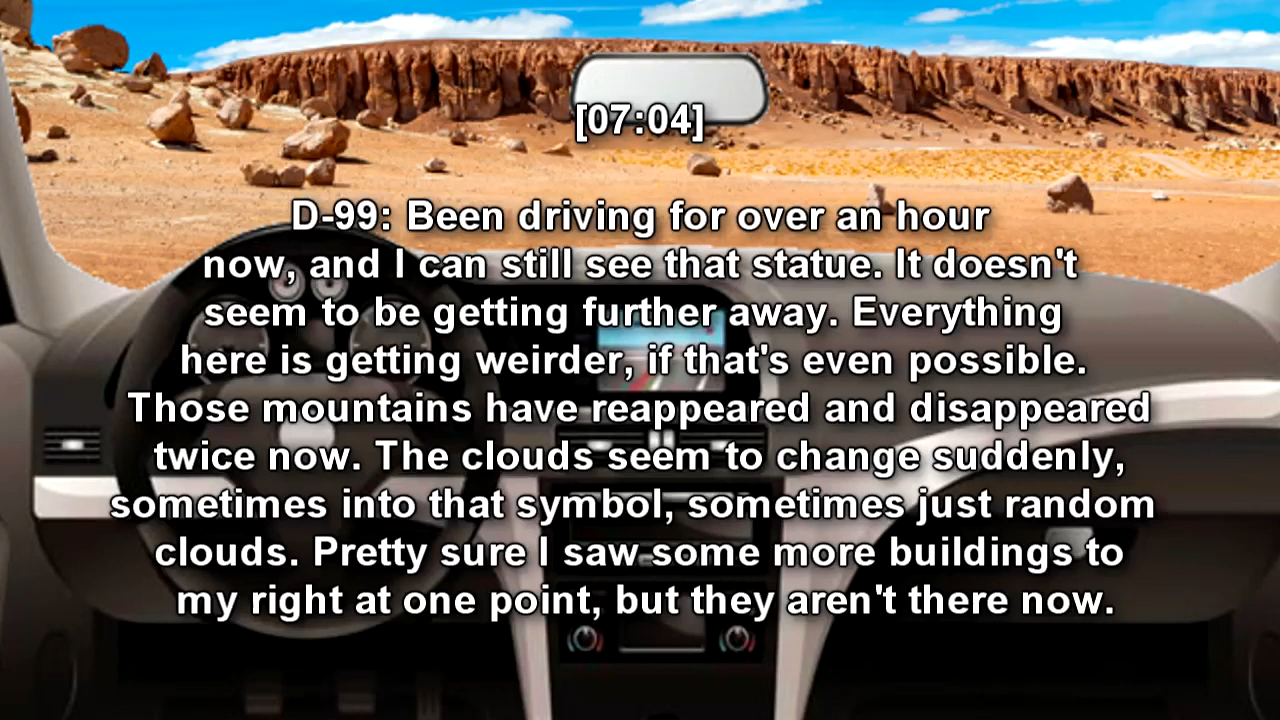 [07:04]
D-99: Been driving for over an hour
now, and I can still see that statue. It doesn't
seem to be getting further away. Everything
here is getting weirder, if that's even possible.
Those mountains have reappeared and disappeared
twice now. The clouds seem to change suddenly,
sometimes into that symbol, sometimes just random
clouds. Pretty sure I saw some more buildings to
my right at one point, but they aren't there now.